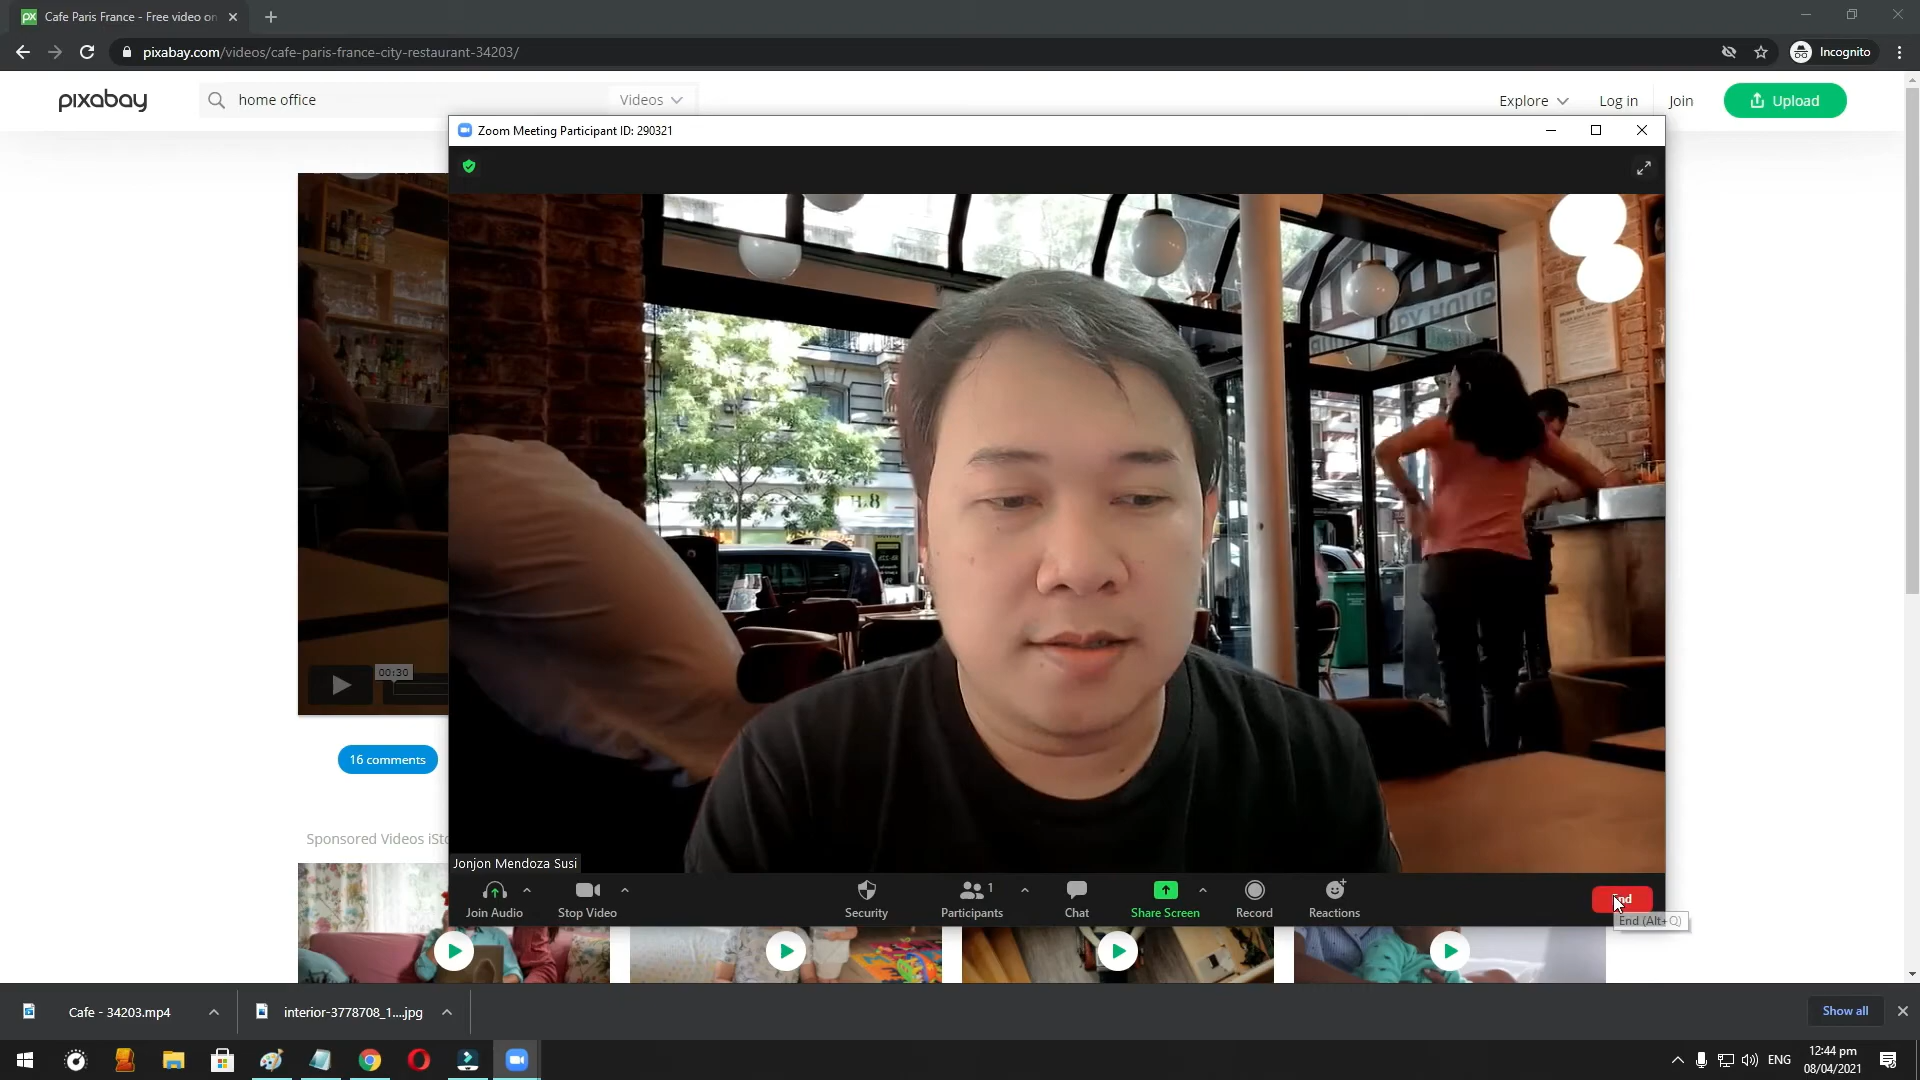 Cafe Paris France - Free video on
pixabay.com/videos/cafe-paris-france-city-restaurant-34203/
Incognito
pixabay
home office
Videos
Explore
Log in
Join
Upload
Zoom Meeting Participant ID: 290321
8.H
00:30
16 comments
Sponsored Videos iSto
Jonjon Mendoza Susi
Join Audio
Stop Video
Security
Participants
1
Chat
Share Screen
Record
Reactions
End
End (Alt+Q)
Cafe - 34203.mp4
interior-3778708_1....jpg
Show all
ENG
12:44 pm
08/04/2021